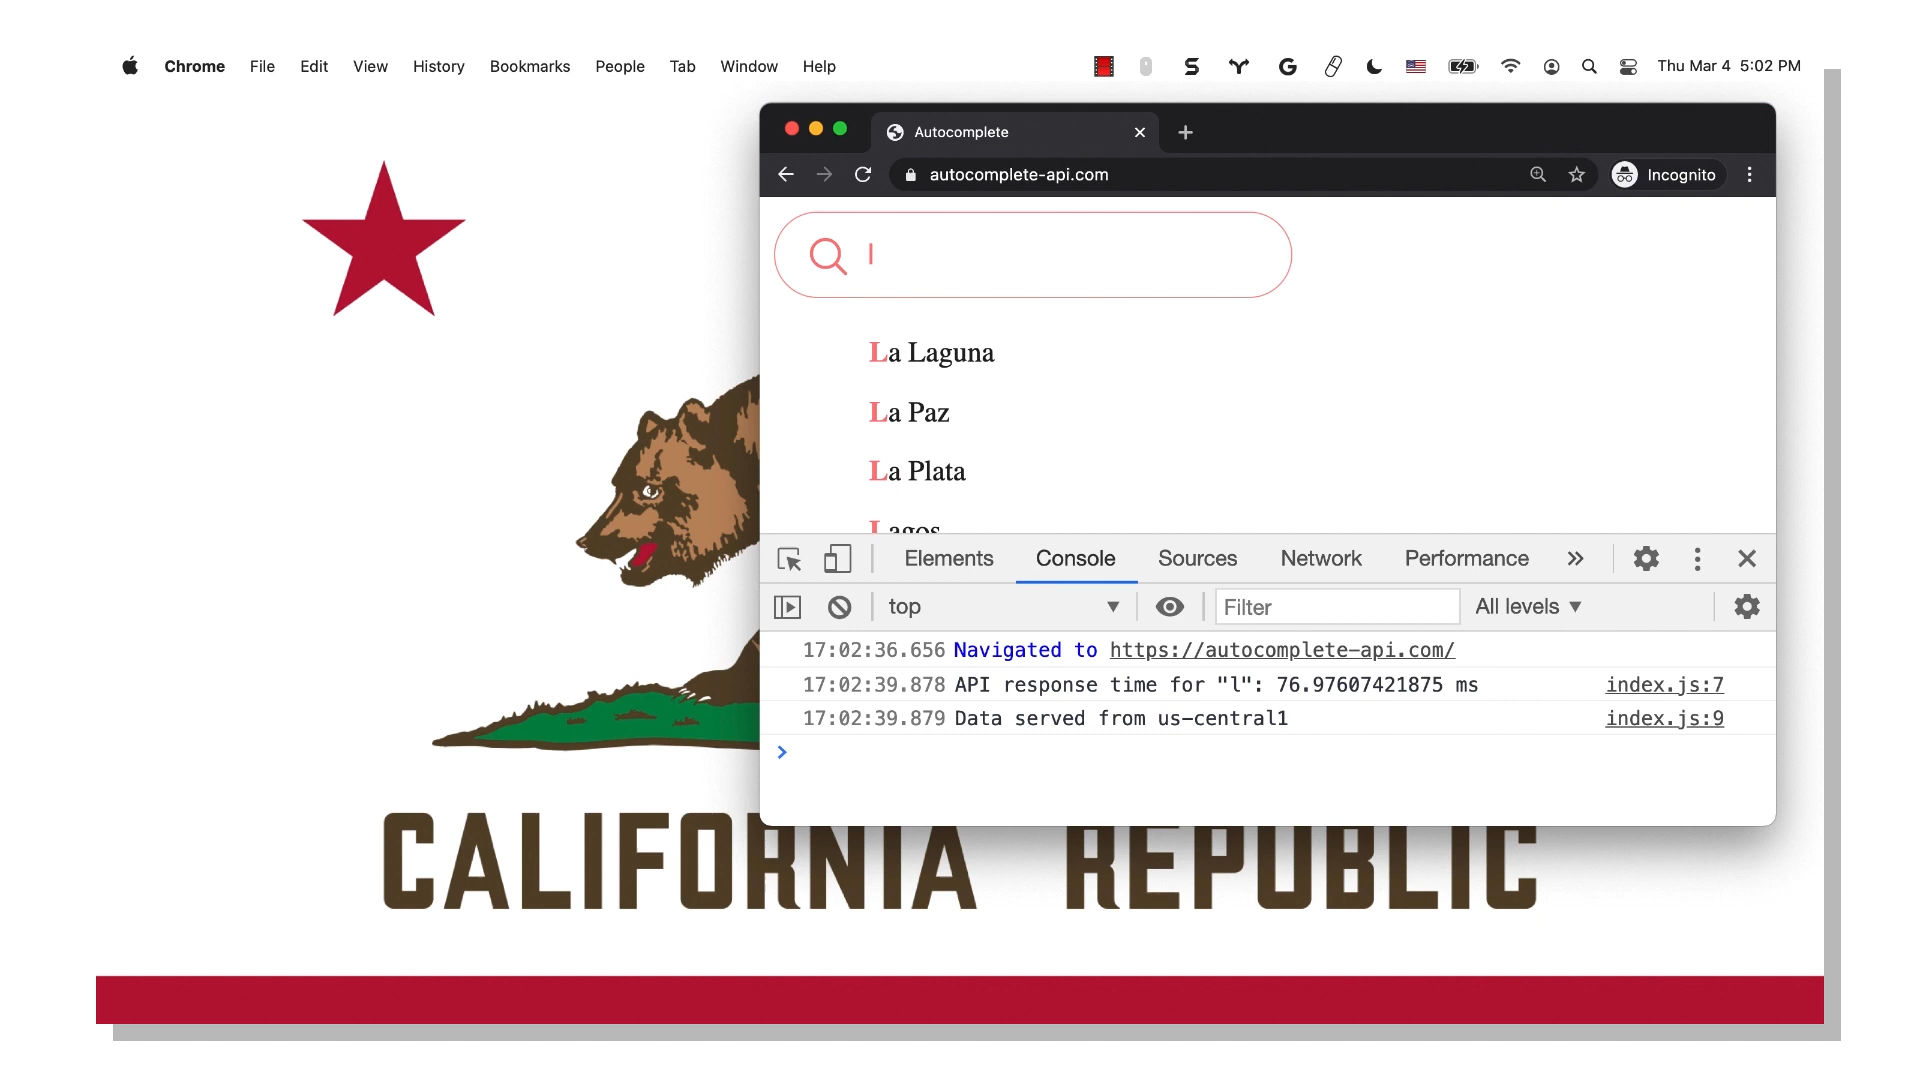 Chrome File Edit View History Bookmarks People Tab Window Help
S G Thu Mar 4 5:02 PM
Autocomplete
autocomplete-api.com Incognito
l
La Laguna
La Paz
La Plata
Lagos
Elements Console Sources Network Performance
top Filter All levels
17:02:36.656 Navigated to https://autocomplete-api.com/
17:02:39.878 API response time for "l": 76.97607421875 ms index.js:7
17:02:39.879 Data served from us-central1 index.js:9
CALIFORNIA REPUBLIC